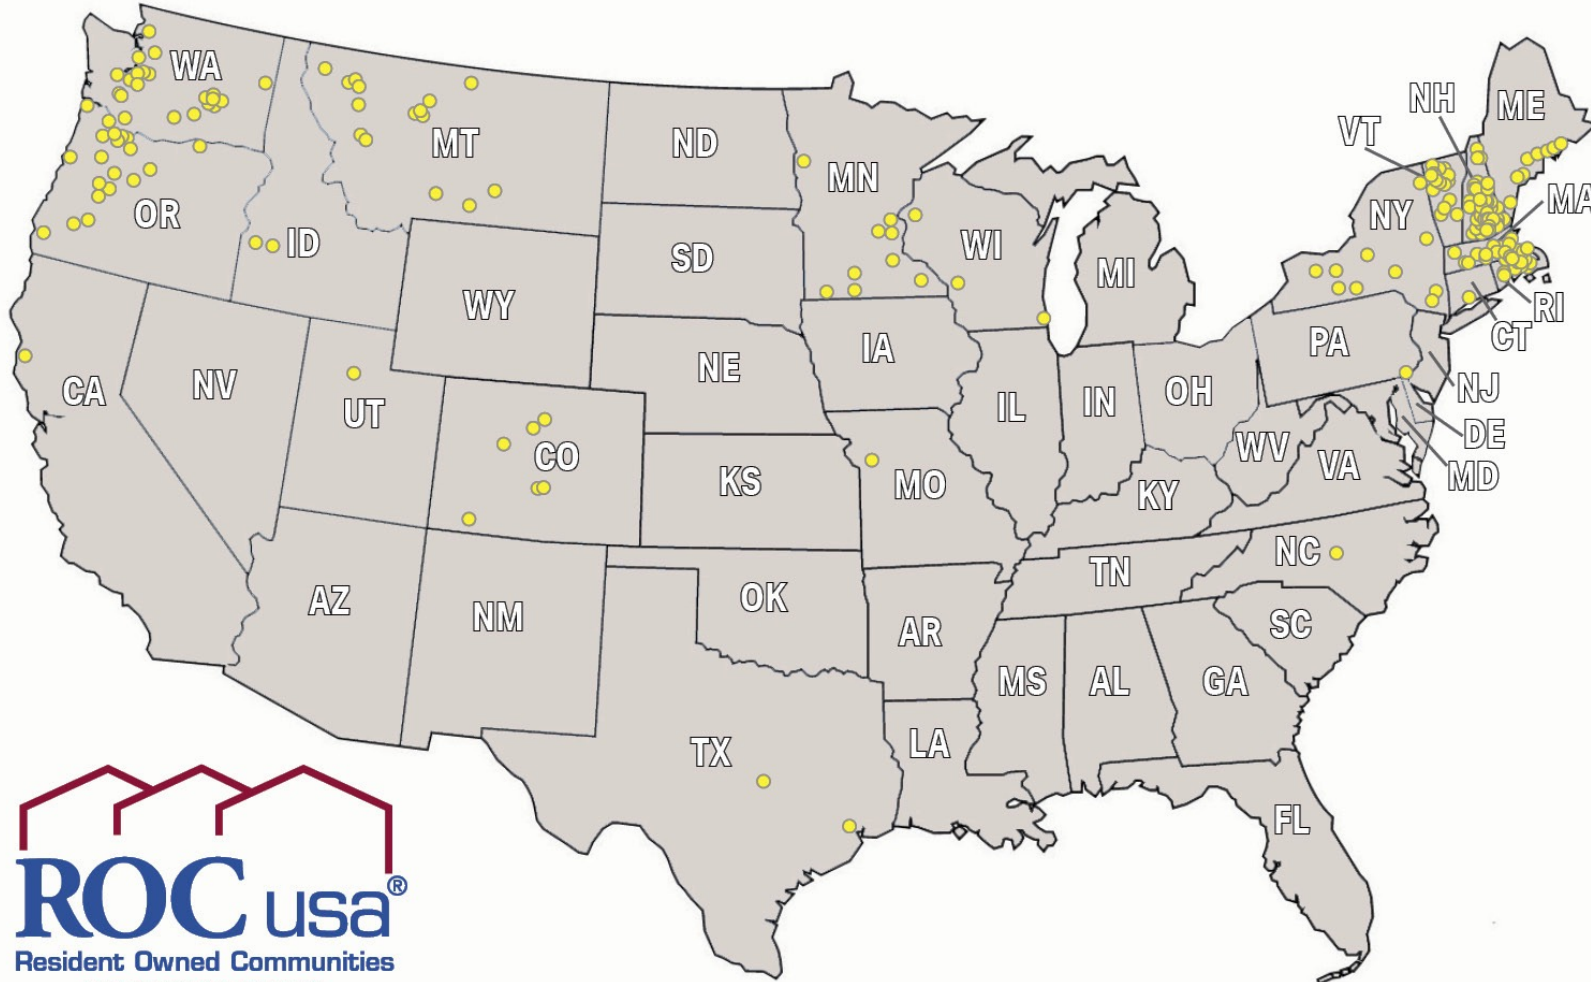 WA
MT
ND
MN
OR
ID
SD
WI
MI
WY
NE
IA
CA
NV
UT
CO
KS
MO
IL
IN
OH
KY
WV
VA
PA
NY
VT
NH
ME
MA
RI
CT
NJ
DE
MD
AZ
NM
OK
AR
TN
NC
SC
MS
AL
GA
TX
LA
FL
ROC usa®
Resident Owned Communities